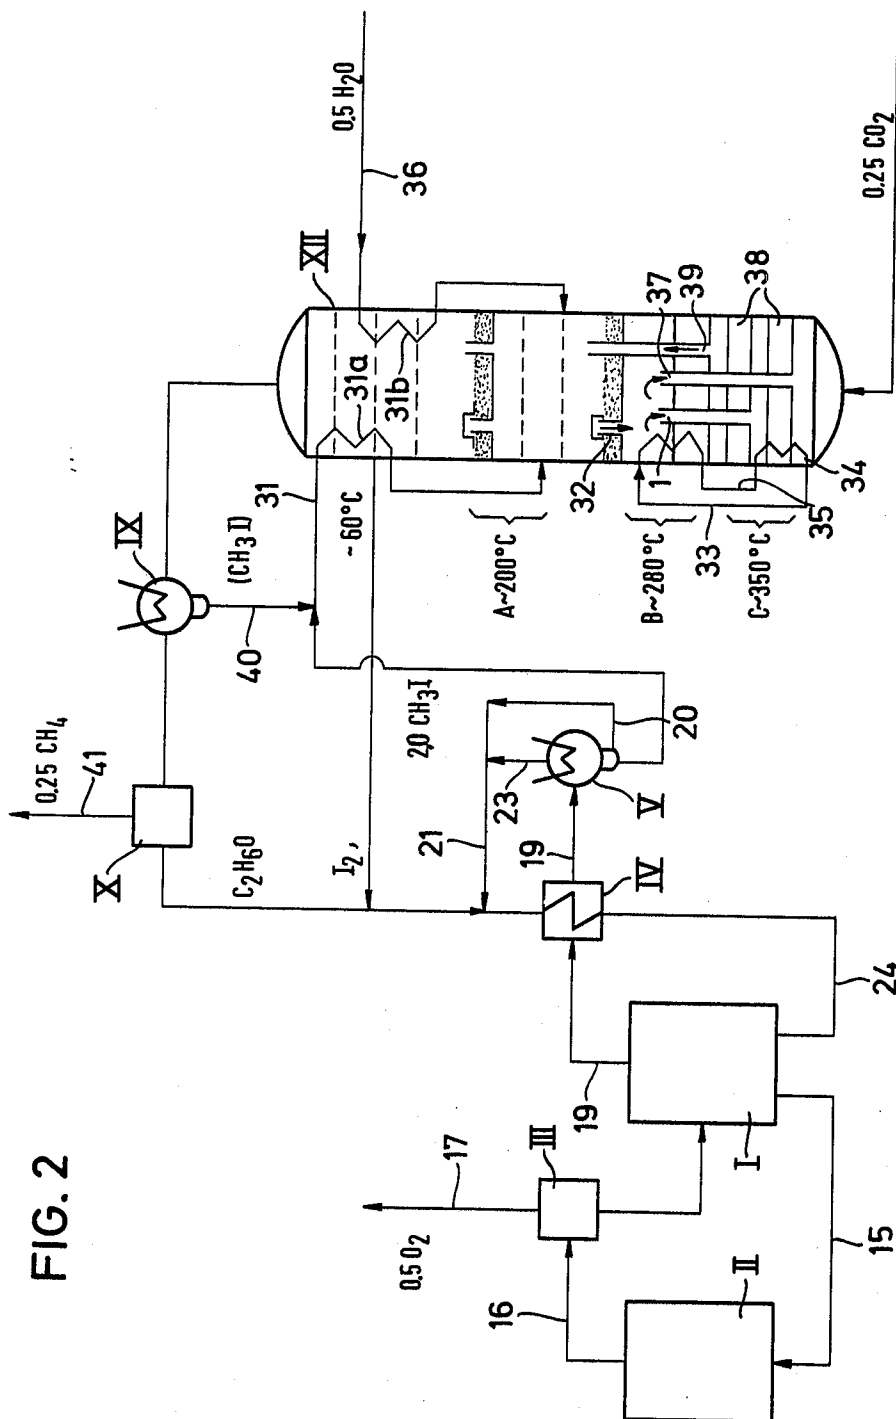 FIG. 2
0.25 CH₄
41
X
C₂H₆O
IX
(CH₃I)
40
31
~60°C
I₂,
XII
31a
31b
0.5 H₂O
36
A~200°C
32
B~280°C
1
37
39
33
C~350°C
38
35
34
0.25 CO₂
2,0 CH₃I
21
23
20
19
V
IV
24
19
I
III
17
0.5 O₂
16
II
15